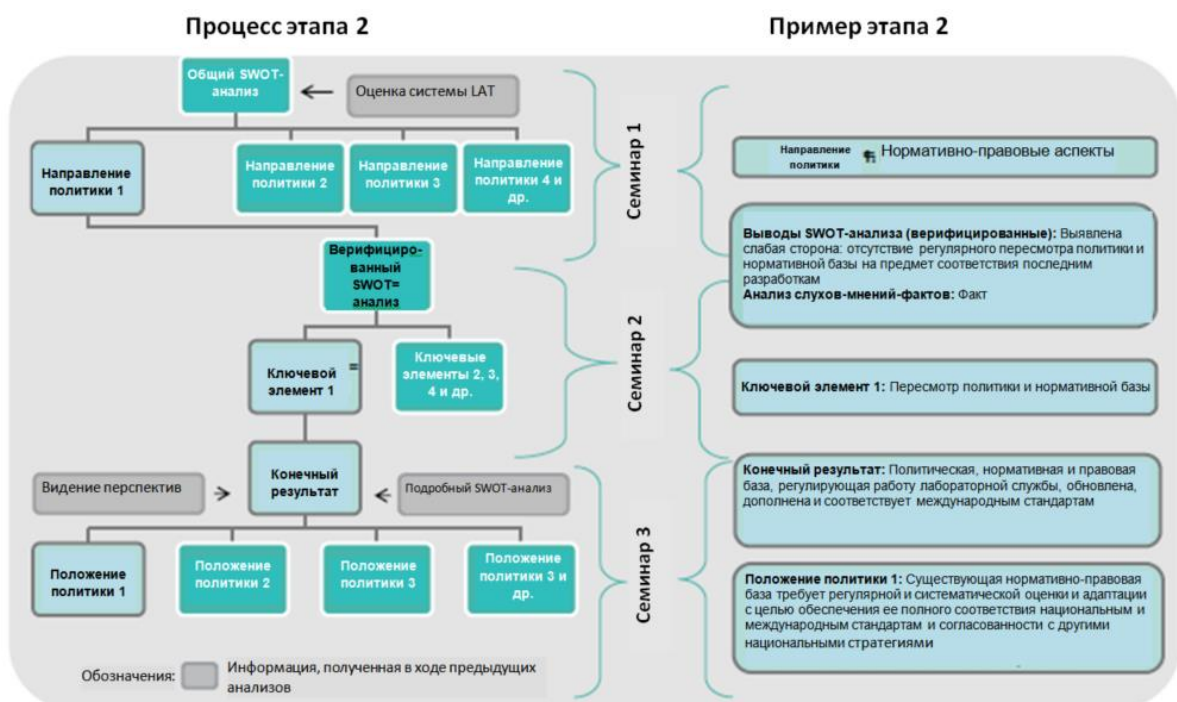 Процесс этапа 2
Пример этапа 2
Общий SWOT-
анализ
Оценка системы LAT
Направление
политики 1
Направление
политики 2
Направление
политики 3
Направление
политики 4 и
др.
Семинар 1
Направление
политики
Нормативно-правовые аспекты
Верифициро-
ванный
SWOT=
анализ
Выводы SWOT-анализа (верифицированные): Выявлена
слабая сторона: отсутствие регулярного пересмотра политики и
нормативной базы на предмет соответствия последним
разработкам
Анализ слухов-мнений-фактов: Факт
Ключевой
элемент 1
=
Ключевые
элементы 2, 3,
4 и др.
Семинар 2
Ключевой элемент 1: Пересмотр политики и нормативной базы
Видение перспектив
Конечный
результат
Подробный SWOT-анализ
Конечный результат: Политическая, нормативная и правовая
база, регулирующая работу лабораторной службы, обновлена,
дополнена и соответствует международным стандартам
Положение
политики 1
Положение
политики 2
Положение
политики 3
Положение
политики 3 и
др.
Семинар 3
Положение политики 1: Существующая нормативно-правовая
база требует регулярной и систематической оценки и адаптации
с целью обеспечения ее полного соответствия национальным и
международным стандартам и согласованности с другими
национальными стратегиями
Обозначения:
Информация, полученная в ходе предыдущих
анализов